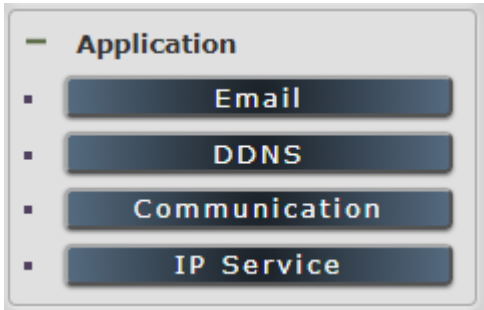 Application
Email
DDNS
Communication
IP Service